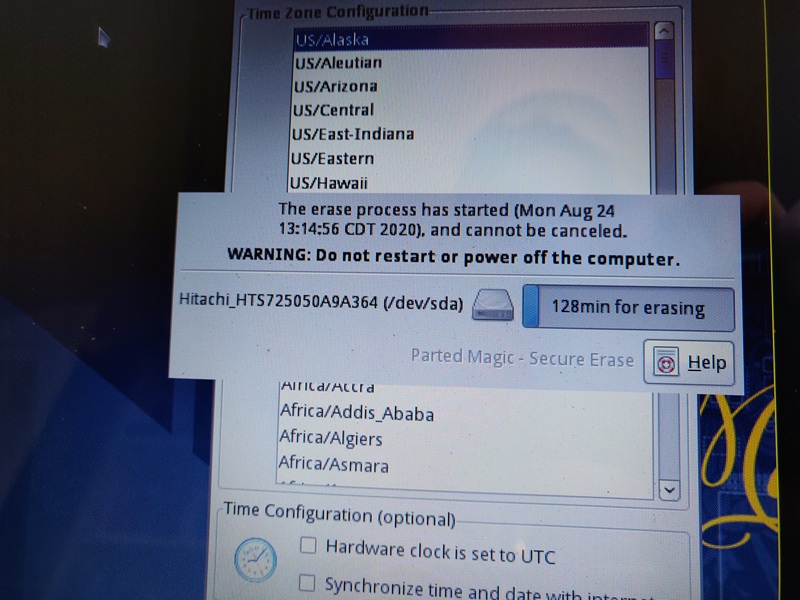 Time Zone Configuration
US/Alaska
US/Aleutian
US/Arizona
US/Central
US/East-Indiana
US/Eastern
US/Hawaii
The erase process has started (Mon Aug 24
13:14:56 CDT 2020), and cannot be canceled.
WARNING: Do not restart or power off the computer.
Hitachi_HTS725050A9A364 (/dev/sda)
128min for erasing
Parted Magic - Secure Erase
Help
Africa/Accra
Africa/Addis_Ababa
Africa/Algiers
Africa/Asmara
Time Configuration (optional)
Hardware clock is set to UTC
Synchronize time and date with